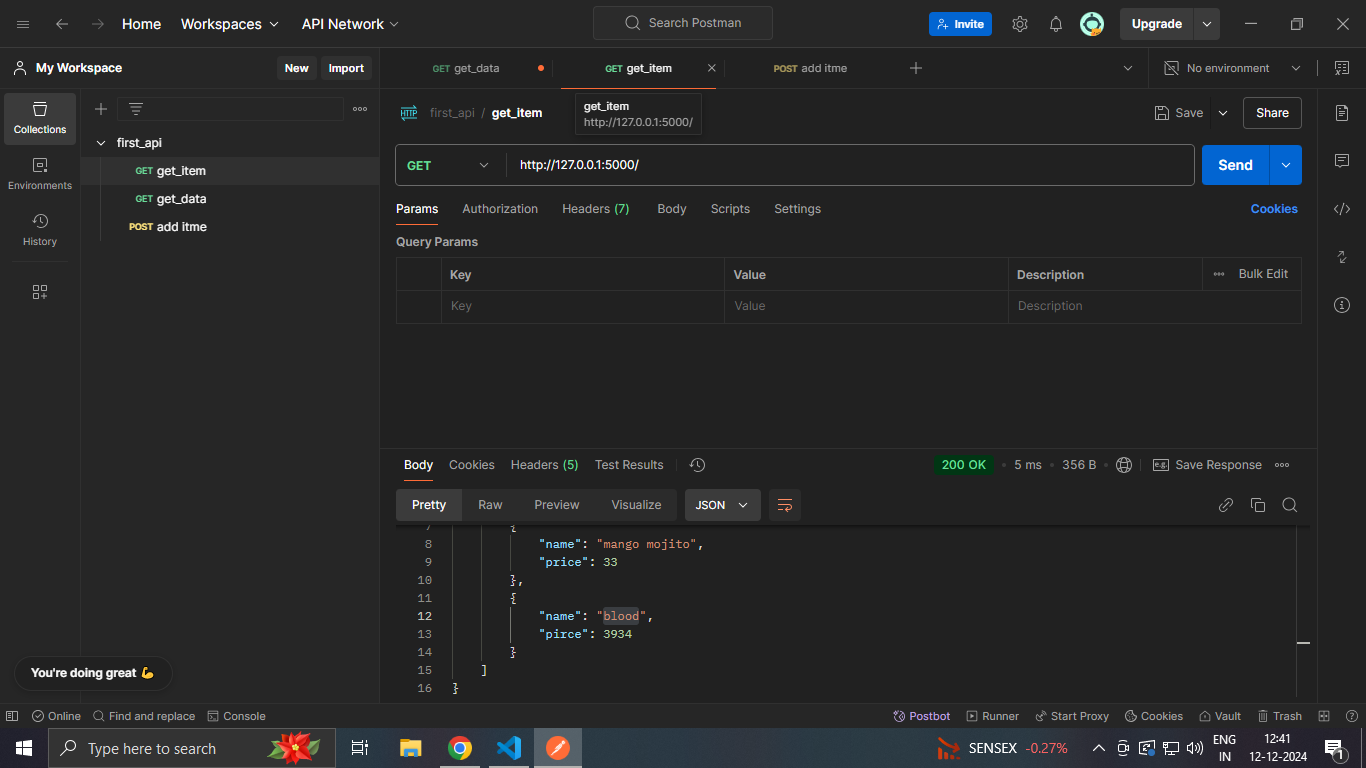 Home Workspaces API Network Search Postman Invite Upgrade
My Workspace New Import GET get_data GET get_item POST add itme No environment
get_item
http://127.0.0.1:5000/
Collections
Environments
History
first_api
GET get_item
GET get_data
POST add itme
HTTP first_api / get_item Save Share
GET http://127.0.0.1:5000/ Send
Params Authorization Headers (7) Body Scripts Settings Cookies
Query Params
Key Value Description Bulk Edit
Key Value Description
Body Cookies Headers (5) Test Results 200 OK 5 ms 356 B e.g. Save Response
Pretty Raw Preview Visualize JSON
7 {
8 "name": "mango mojito",
9 "price": 33
10 },
11 {
12 "name": "blood",
13 "pirce": 3934
14 }
15 ]
16 }
You're doing great 💪
Online Find and replace Console Postbot Runner Start Proxy Cookies Vault Trash
Type here to search SENSEX -0.27% ENG IN 12:41 12-12-2024 1